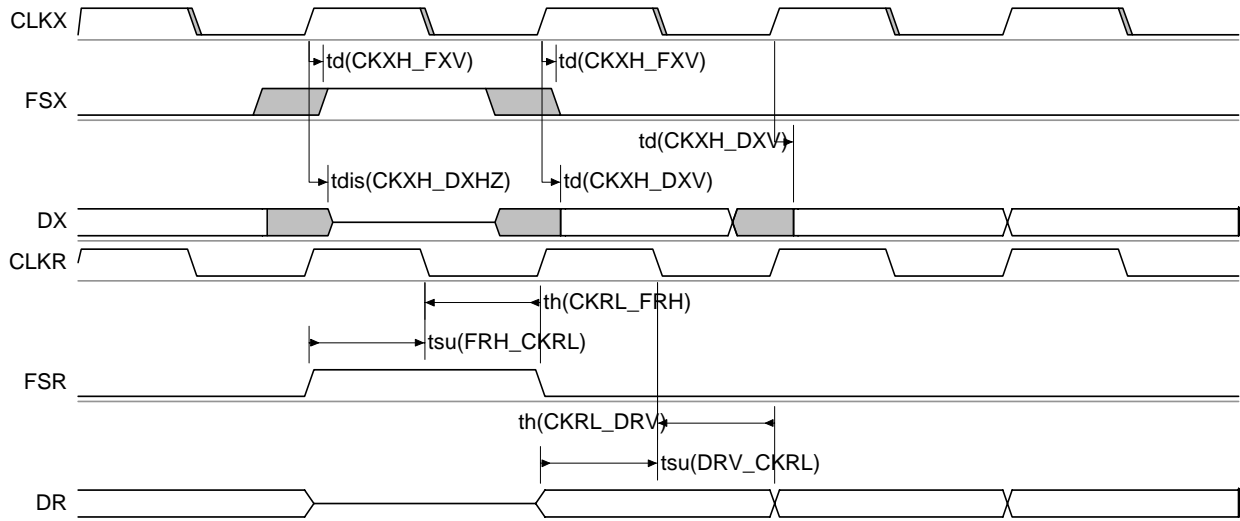 CLKX
td(CKXH_FXV) td(CKXH_FXV)
FSX
td(CKXH_DXV)
tdis(CKXH_DXHZ) td(CKXH_DXV)
DX
CLKR
th(CKRL_FRH)
tsu(FRH_CKRL)
FSR
th(CKRL_DRV)
tsu(DRV_CKRL)
DR